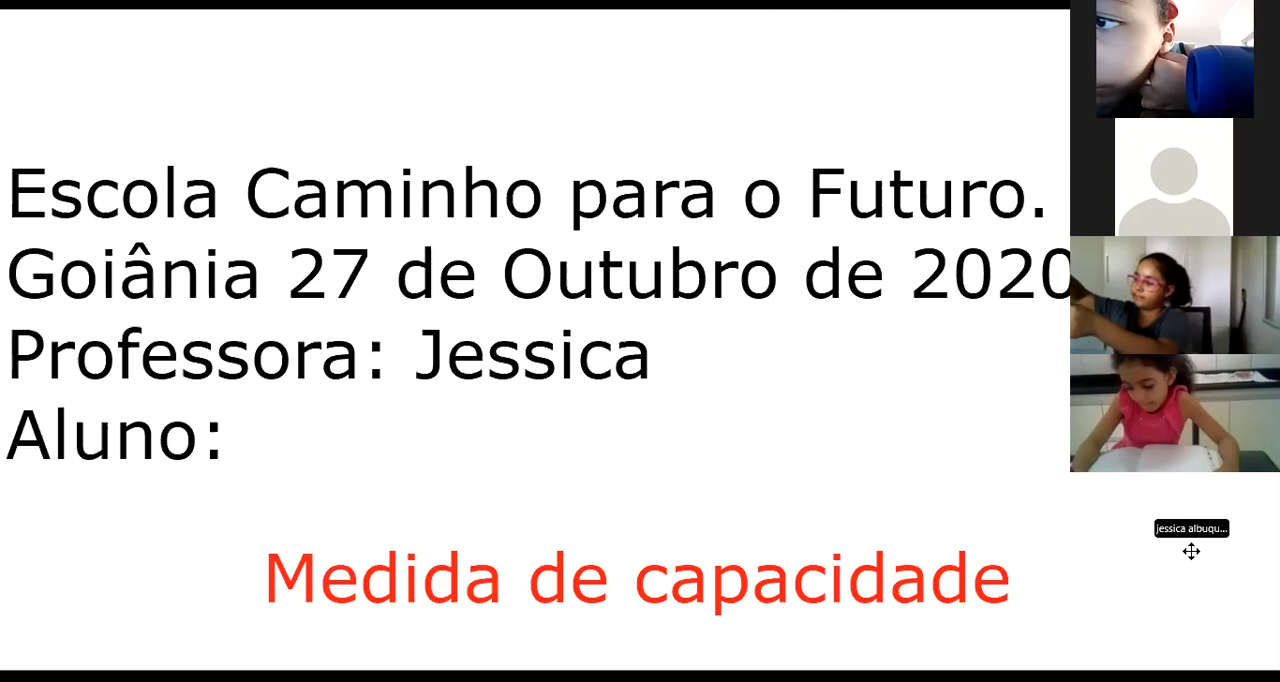 Escola Caminho para o Futuro.
Goiânia 27 de Outubro de 2020
Professora: Jessica
Aluno:
Medida de capacidade
jessica albuqu...